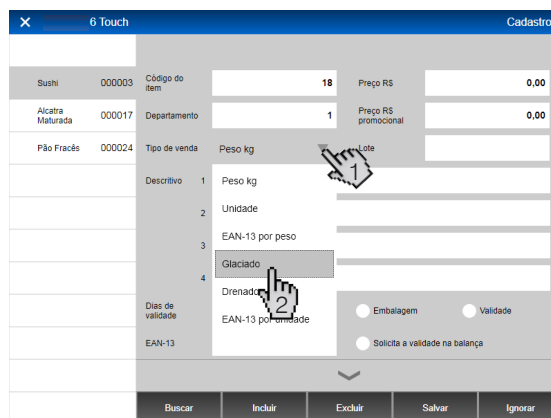 ✕ 6 Touch Cadastro
Sushi 000003
Alcatra Maturada 000017
Pão Fracês 000024
Código do item 18 Preço R$ 0,00
Departamento 1 Preço R$ promocional 0,00
Tipo de venda Peso kg Lote
Descritivo 1 Peso kg
2 Unidade
3 EAN-13 por peso
Glaciado
4
Drenado
Dias de validade Embalagem Validade
EAN-13 por unidade
EAN-13 Solicita a validade na balança
1
2
Buscar Incluir Excluir Salvar Ignorar